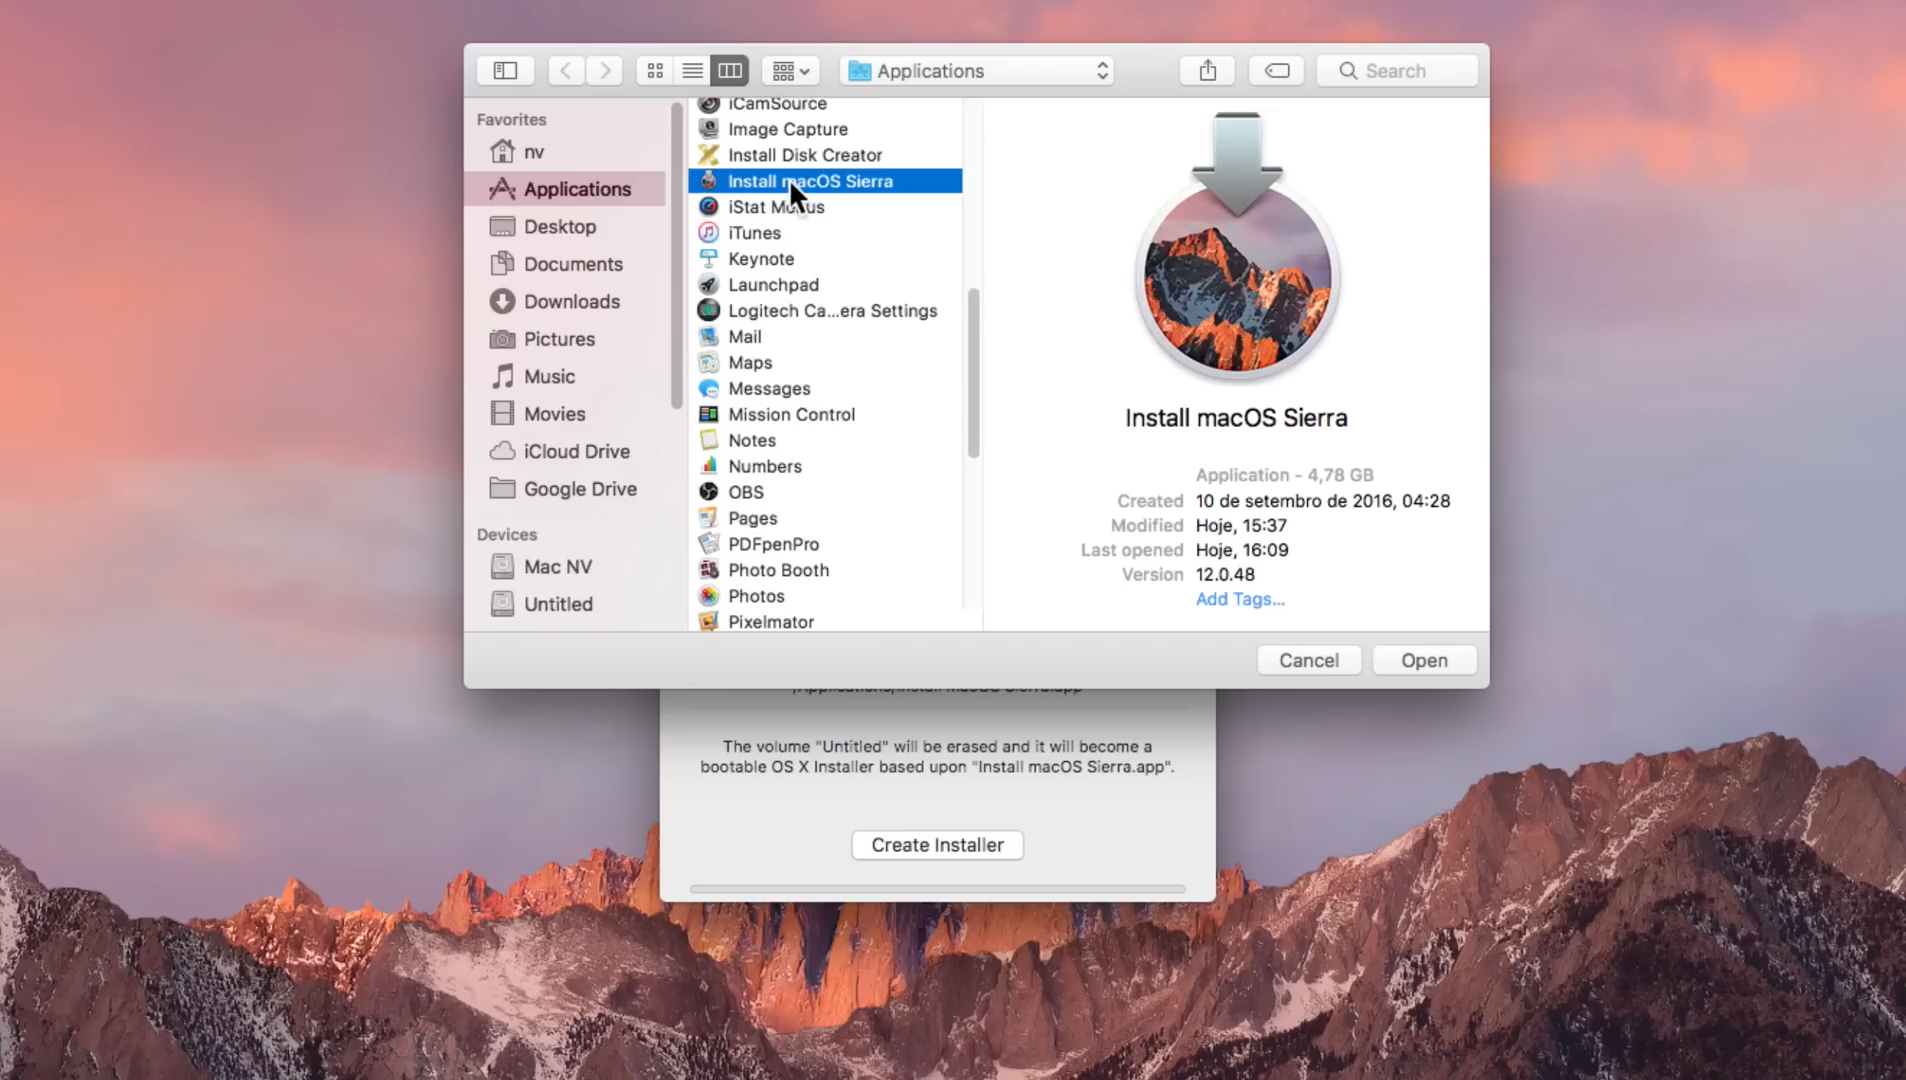 Applications
Search
Favorites
nv
Applications
Desktop
Documents
Downloads
Pictures
Music
Movies
iCloud Drive
Google Drive
Devices
Mac NV
Untitled
iCamSource
Image Capture
Install Disk Creator
Install macOS Sierra
iStat Menus
iTunes
Keynote
Launchpad
Logitech Ca...era Settings
Mail
Maps
Messages
Mission Control
Notes
Numbers
OBS
Pages
PDFpenPro
Photo Booth
Photos
Pixelmator
Install macOS Sierra
Application - 4,78 GB
Created 10 de setembro de 2016, 04:28
Modified Hoje, 15:37
Last opened Hoje, 16:09
Version 12.0.48
Add Tags...
Cancel
Open
/Applications/Install macOS Sierra.app
The volume "Untitled" will be erased and it will become a
bootable OS X Installer based upon "Install macOS Sierra.app".
Create Installer